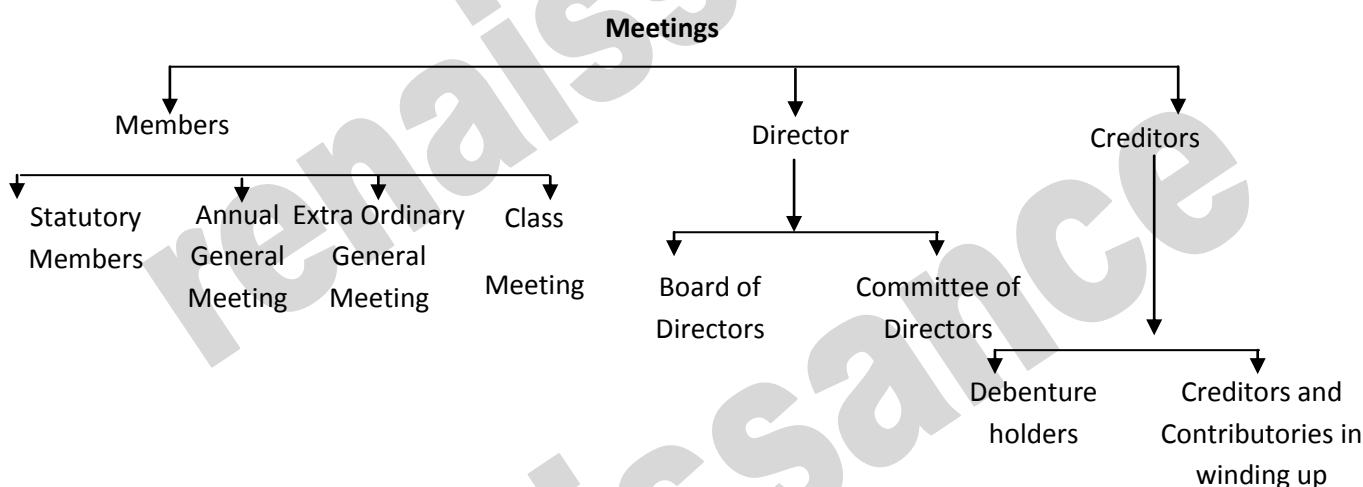 Meetings
Members
Director
Creditors
Statutory
Members
Annual
General
Meeting
Extra Ordinary
General
Meeting
Class
Meeting
Board of
Directors
Committee of
Directors
Debenture
holders
Creditors and
Contributories in
winding up
renaissance